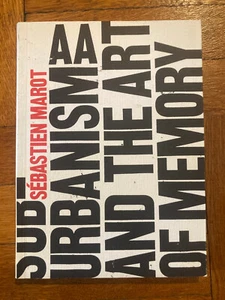 SUB-
SÉBASTIEN MAROT
URBANISM
AA
AND THE ART
OF MEMORY